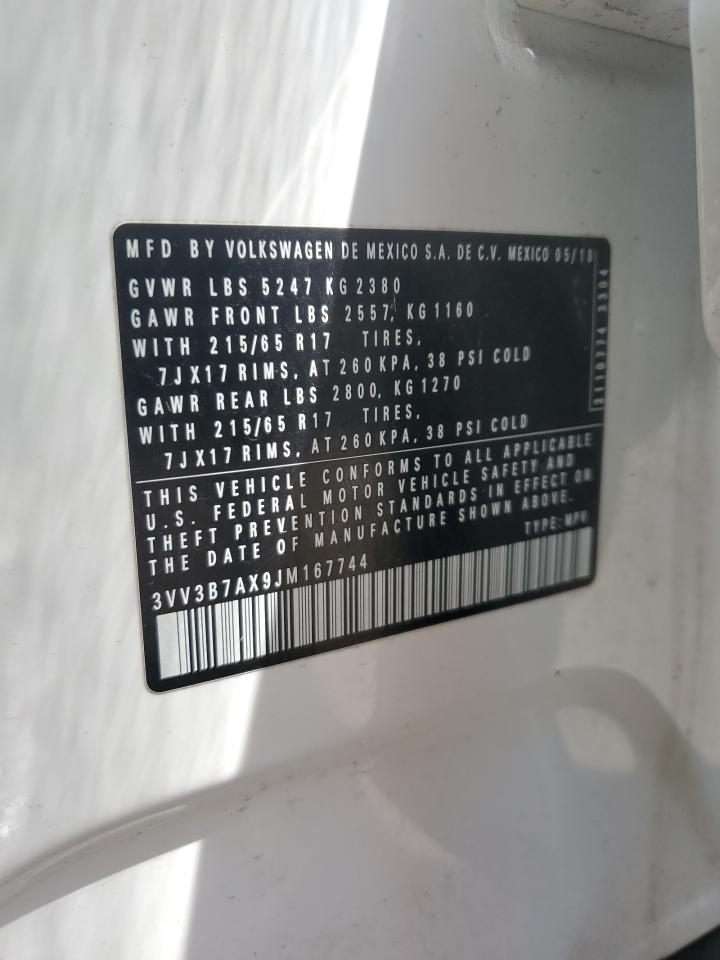 MFD BY VOLKSWAGEN DE MEXICO S.A. DE C.V. MEXICO 05/18
GVWR LBS 5247 KG 2380
GAWR FRONT LBS 2557, KG 1160
WITH 215/65 R17 TIRES,
7JX17 RIMS, AT 260 KPA, 38 PSI COLD
GAWR REAR LBS 2800, KG 1270
WITH 215/65 R17 TIRES,
7JX17 RIMS, AT 260 KPA, 38 PSI COLD
2110774 3304
THIS VEHICLE CONFORMS TO ALL APPLICABLE
U.S. FEDERAL MOTOR VEHICLE SAFETY AND
THEFT PREVENTION STANDARDS IN EFFECT ON
THE DATE OF MANUFACTURE SHOWN ABOVE.
TYPE: MPV
3VV3B7AX9JM167744